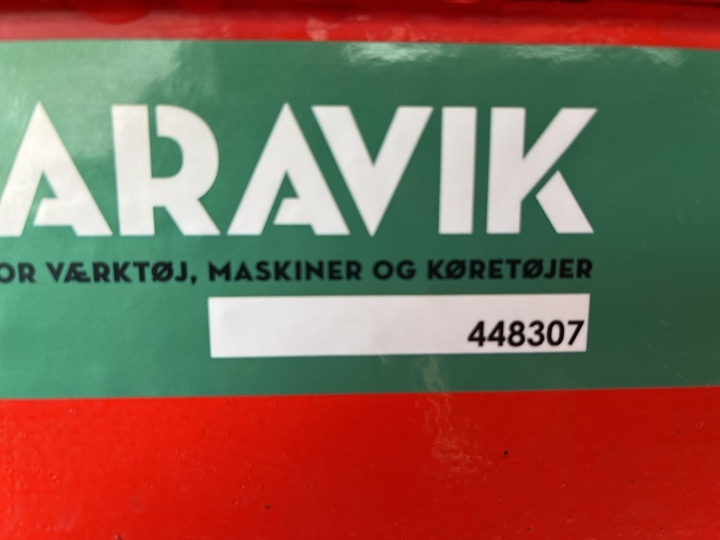 ARAVIK
OR VÆRKTØJ, MASKINER OG KØRETØJER
448307